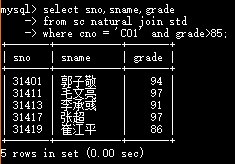 mysql> select sno,sname,grade
-> from sc natural join std
-> where cno = 'C01' and grade>85;
+-------+--------+-------+
| sno | sname | grade |
+-------+--------+-------+
| 31401 | 郭子敬 | 94 |
| 31411 | 毛文亮 | 97 |
| 31413 | 李承彧 | 91 |
| 31417 | 张超 | 97 |
| 31419 | 崔江平 | 86 |
+-------+--------+-------+
5 rows in set (0.00 sec)